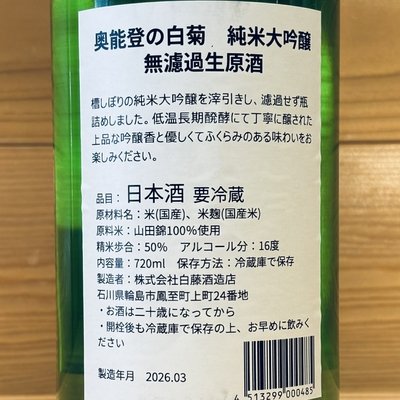 奥能登の白菊　純米大吟醸
無濾過生原酒
槽しぼりの純米大吟醸を滓引きし、濾過せず瓶
詰めしました。低温長期醗酵にて丁寧に醸された
上品な吟醸香と優しくてふくらみのある味わいをお
楽しみください。
品目：日本酒 要冷蔵
原材料名：米(国産)、米麹(国産米)
原料米：山田錦100％使用
精米歩合：50％　アルコール分：16度
内容量：720ml　保存方法：冷蔵庫で保存
製造者：株式会社白藤酒造店
石川県輪島市鳳至町上町24番地
・お酒は二十歳になってから
・開栓後も冷蔵庫で保存の上、お早めに飲みく
ださい
製造年月　2026.03
4 513299 000485